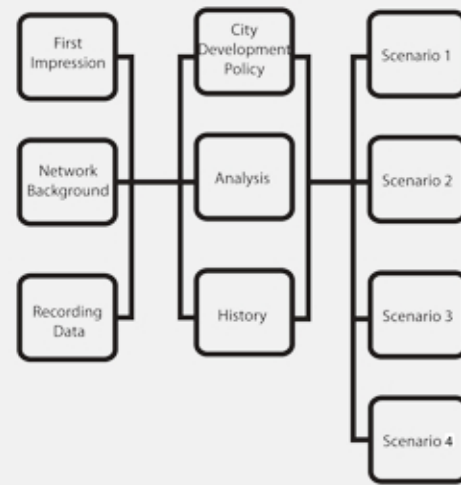 First
Impression
Network
Background
Recording
Data
City
Development
Policy
Analysis
History
Scenario 1
Scenario 2
Scenario 3
Scenario 4